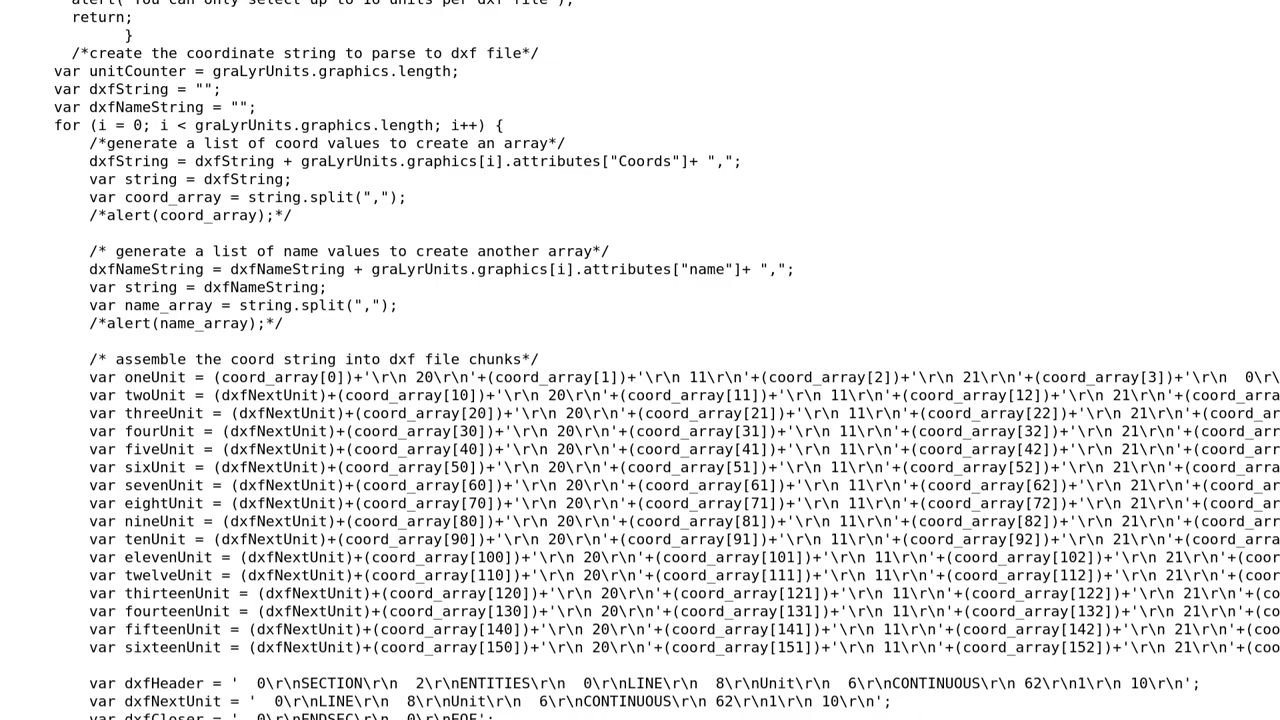 alert("You can only select up to 16 units per dxf file");
return;
}
/*create the coordinate string to parse to dxf file*/
var unitCounter = graLyrUnits.graphics.length;
var dxfString = "";
var dxfNameString = "";
for (i = 0; i < graLyrUnits.graphics.length; i++) {
/*generate a list of coord values to create an array*/
dxfString = dxfString + graLyrUnits.graphics[i].attributes["Coords"]+ ",";
var string = dxfString;
var coord_array = string.split(",");
/*alert(coord_array);*/
/* generate a list of name values to create another array*/
dxfNameString = dxfNameString + graLyrUnits.graphics[i].attributes["name"]+ ",";
var string = dxfNameString;
var name_array = string.split(",");
/*alert(name_array);*/
/* assemble the coord string into dxf file chunks*/
var oneUnit = (coord_array[0])+'\r\n 20\r\n'+(coord_array[1])+'\r\n 11\r\n'+(coord_array[2])+'\r\n 21\r\n'+(coord_array[3])+'\r\n  0\r\
var twoUnit = (dxfNextUnit)+(coord_array[10])+'\r\n 20\r\n'+(coord_array[11])+'\r\n 11\r\n'+(coord_array[12])+'\r\n 21\r\n'+(coord_arra
var threeUnit = (dxfNextUnit)+(coord_array[20])+'\r\n 20\r\n'+(coord_array[21])+'\r\n 11\r\n'+(coord_array[22])+'\r\n 21\r\n'+(coord_ar
var fourUnit = (dxfNextUnit)+(coord_array[30])+'\r\n 20\r\n'+(coord_array[31])+'\r\n 11\r\n'+(coord_array[32])+'\r\n 21\r\n'+(coord_arr
var fiveUnit = (dxfNextUnit)+(coord_array[40])+'\r\n 20\r\n'+(coord_array[41])+'\r\n 11\r\n'+(coord_array[42])+'\r\n 21\r\n'+(coord_arr
var sixUnit = (dxfNextUnit)+(coord_array[50])+'\r\n 20\r\n'+(coord_array[51])+'\r\n 11\r\n'+(coord_array[52])+'\r\n 21\r\n'+(coord_arra
var sevenUnit = (dxfNextUnit)+(coord_array[60])+'\r\n 20\r\n'+(coord_array[61])+'\r\n 11\r\n'+(coord_array[62])+'\r\n 21\r\n'+(coord_ar
var eightUnit = (dxfNextUnit)+(coord_array[70])+'\r\n 20\r\n'+(coord_array[71])+'\r\n 11\r\n'+(coord_array[72])+'\r\n 21\r\n'+(coord_ar
var nineUnit = (dxfNextUnit)+(coord_array[80])+'\r\n 20\r\n'+(coord_array[81])+'\r\n 11\r\n'+(coord_array[82])+'\r\n 21\r\n'+(coord_arr
var tenUnit = (dxfNextUnit)+(coord_array[90])+'\r\n 20\r\n'+(coord_array[91])+'\r\n 11\r\n'+(coord_array[92])+'\r\n 21\r\n'+(coord_arra
var elevenUnit = (dxfNextUnit)+(coord_array[100])+'\r\n 20\r\n'+(coord_array[101])+'\r\n 11\r\n'+(coord_array[102])+'\r\n 21\r\n'+(coor
var twelveUnit = (dxfNextUnit)+(coord_array[110])+'\r\n 20\r\n'+(coord_array[111])+'\r\n 11\r\n'+(coord_array[112])+'\r\n 21\r\n'+(coor
var thirteenUnit = (dxfNextUnit)+(coord_array[120])+'\r\n 20\r\n'+(coord_array[121])+'\r\n 11\r\n'+(coord_array[122])+'\r\n 21\r\n'+(co
var fourteenUnit = (dxfNextUnit)+(coord_array[130])+'\r\n 20\r\n'+(coord_array[131])+'\r\n 11\r\n'+(coord_array[132])+'\r\n 21\r\n'+(co
var fifteenUnit = (dxfNextUnit)+(coord_array[140])+'\r\n 20\r\n'+(coord_array[141])+'\r\n 11\r\n'+(coord_array[142])+'\r\n 21\r\n'+(coo
var sixteenUnit = (dxfNextUnit)+(coord_array[150])+'\r\n 20\r\n'+(coord_array[151])+'\r\n 11\r\n'+(coord_array[152])+'\r\n 21\r\n'+(coo
var dxfHeader = '  0\r\nSECTION\r\n  2\r\nENTITIES\r\n  0\r\nLINE\r\n  8\r\nUnit\r\n  6\r\nCONTINUOUS\r\n 62\r\n1\r\n 10\r\n';
var dxfNextUnit = '  0\r\nLINE\r\n  8\r\nUnit\r\n  6\r\nCONTINUOUS\r\n 62\r\n1\r\n 10\r\n';
var dxfCloser = '  0\r\nENDSEC\r\n  0\r\nEOF';